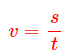 v = s/t